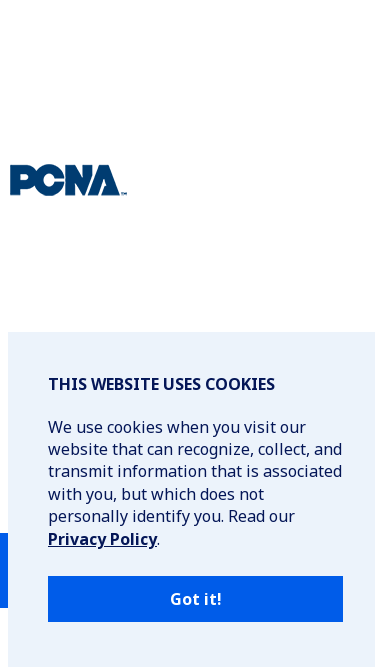 PCNA™
THIS WEBSITE USES COOKIES
We use cookies when you visit our
website that can recognize, collect, and
transmit information that is associated
with you, but which does not
personally identify you. Read our
Privacy Policy.
Got it!